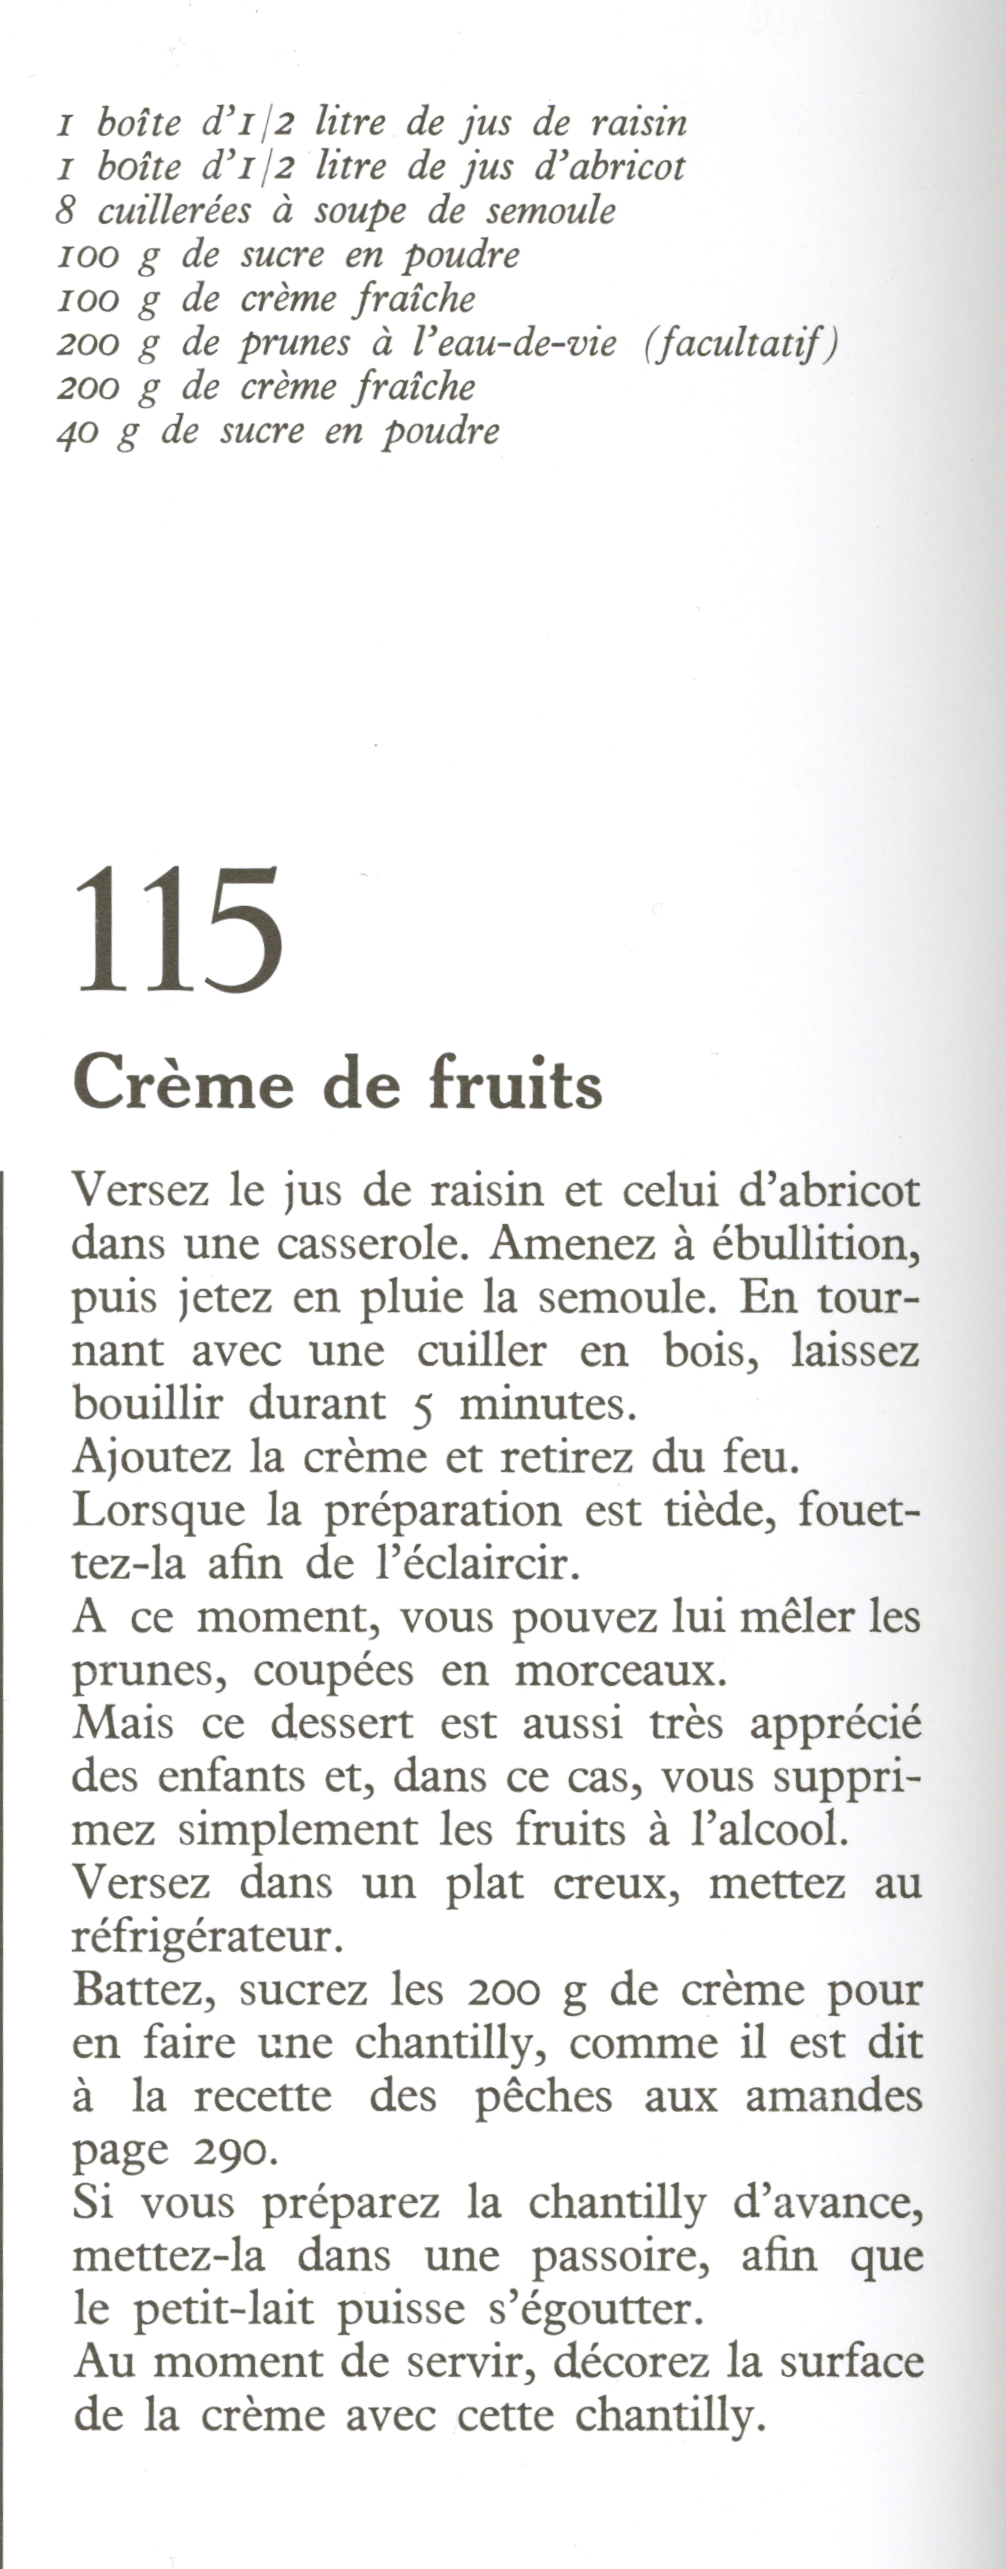 1 boîte d'1/2 litre de jus de raisin
1 boîte d'1/2 litre de jus d'abricot
8 cuillerées à soupe de semoule
100 g de sucre en poudre
100 g de crème fraîche
200 g de prunes à l'eau-de-vie (facultatif)
200 g de crème fraîche
40 g de sucre en poudre
115
Crème de fruits
Versez le jus de raisin et celui d'abricot
dans une casserole. Amenez à ébullition,
puis jetez en pluie la semoule. En tour-
nant avec une cuiller en bois, laissez
bouillir durant 5 minutes.
Ajoutez la crème et retirez du feu.
Lorsque la préparation est tiède, fouet-
tez-la afin de l'éclaircir.
A ce moment, vous pouvez lui mêler les
prunes, coupées en morceaux.
Mais ce dessert est aussi très apprécié
des enfants et, dans ce cas, vous suppri-
mez simplement les fruits à l'alcool.
Versez dans un plat creux, mettez au
réfrigérateur.
Battez, sucrez les 200 g de crème pour
en faire une chantilly, comme il est dit
à la recette des pêches aux amandes
page 290.
Si vous préparez la chantilly d'avance,
mettez-la dans une passoire, afin que
le petit-lait puisse s'égoutter.
Au moment de servir, décorez la surface
de la crème avec cette chantilly.